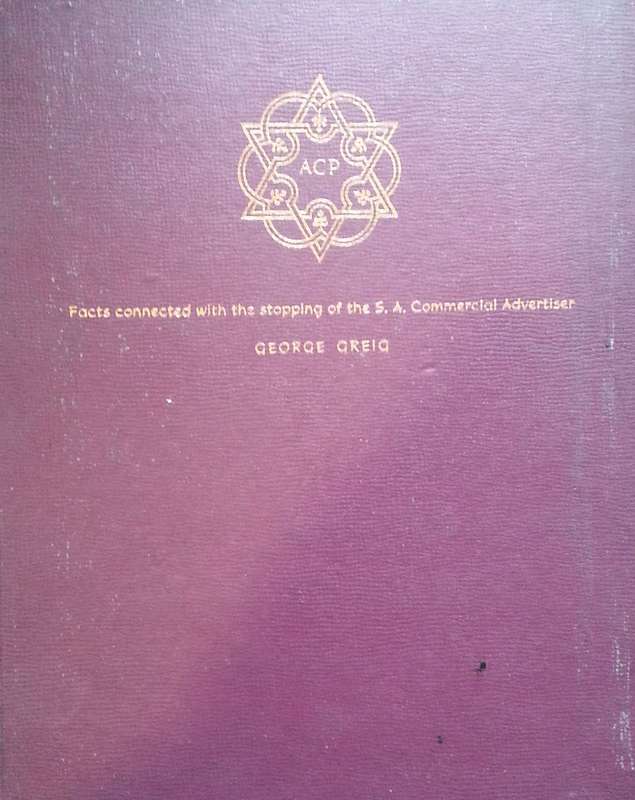 ACP
Facts connected with the stopping of the S. A. Commercial Advertiser
GEORGE GREIG